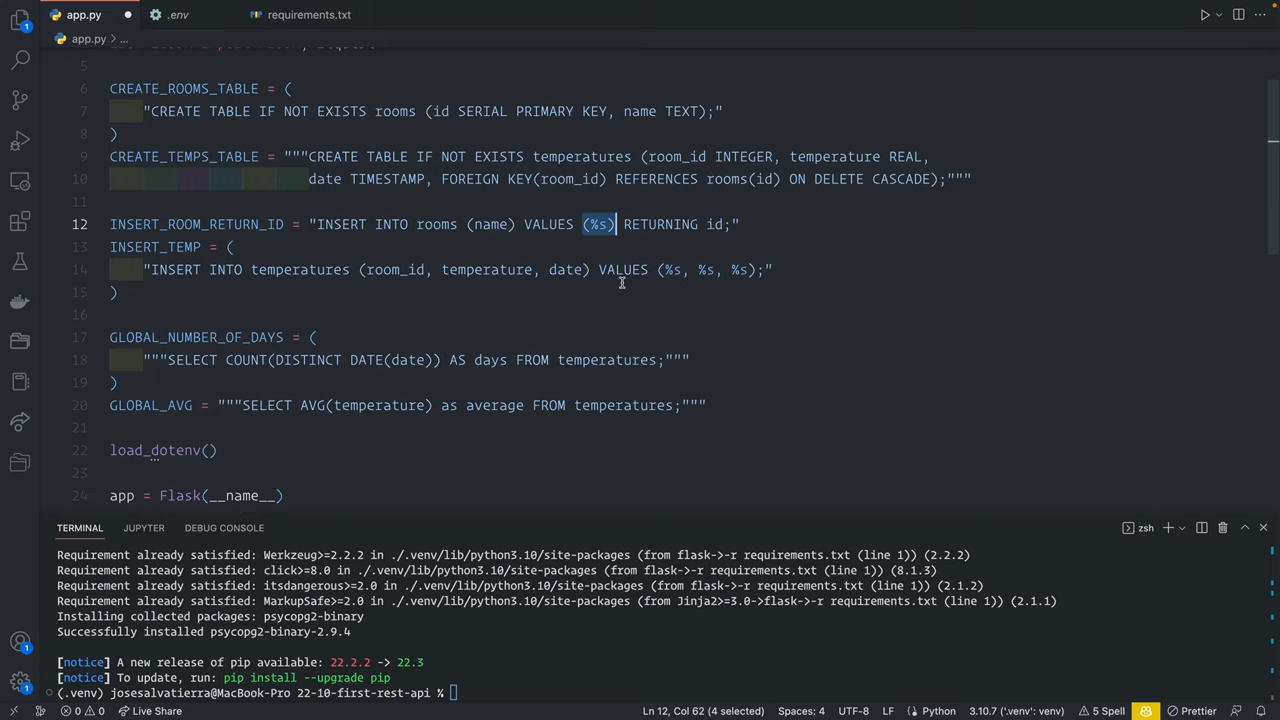 app.py
.env
requirements.txt
app.py > ...
5
6 CREATE_ROOMS_TABLE = (
7 "CREATE TABLE IF NOT EXISTS rooms (id SERIAL PRIMARY KEY, name TEXT);"
8 )
9 CREATE_TEMPS_TABLE = """CREATE TABLE IF NOT EXISTS temperatures (room_id INTEGER, temperature REAL,
10 date TIMESTAMP, FOREIGN KEY(room_id) REFERENCES rooms(id) ON DELETE CASCADE);"""
11
12 INSERT_ROOM_RETURN_ID = "INSERT INTO rooms (name) VALUES (%s) RETURNING id;"
13 INSERT_TEMP = (
14 "INSERT INTO temperatures (room_id, temperature, date) VALUES (%s, %s, %s);"
15 )
16
17 GLOBAL_NUMBER_OF_DAYS = (
18 """SELECT COUNT(DISTINCT DATE(date)) AS days FROM temperatures;"""
19 )
20 GLOBAL_AVG = """SELECT AVG(temperature) as average FROM temperatures;"""
21
22 load_dotenv()
23
24 app = Flask(__name__)
TERMINAL JUPYTER DEBUG CONSOLE
zsh
Requirement already satisfied: Werkzeug>=2.2.2 in ./.venv/lib/python3.10/site-packages (from flask->-r requirements.txt (line 1)) (2.2.2)
Requirement already satisfied: click>=8.0 in ./.venv/lib/python3.10/site-packages (from flask->-r requirements.txt (line 1)) (8.1.3)
Requirement already satisfied: itsdangerous>=2.0 in ./.venv/lib/python3.10/site-packages (from flask->-r requirements.txt (line 1)) (2.1.2)
Requirement already satisfied: MarkupSafe>=2.0 in ./.venv/lib/python3.10/site-packages (from Jinja2>=3.0->flask->-r requirements.txt (line 1)) (2.1.1)
Installing collected packages: psycopg2-binary
Successfully installed psycopg2-binary-2.9.4
[notice] A new release of pip available: 22.2.2 -> 22.3
[notice] To update, run: pip install --upgrade pip
(.venv) josesalvatierra@MacBook-Pro 22-10-first-rest-api %
0 0 Live Share Ln 12, Col 62 (4 selected) Spaces: 4 UTF-8 LF Python 3.10.7 ('.venv': venv) 5 Spell Prettier